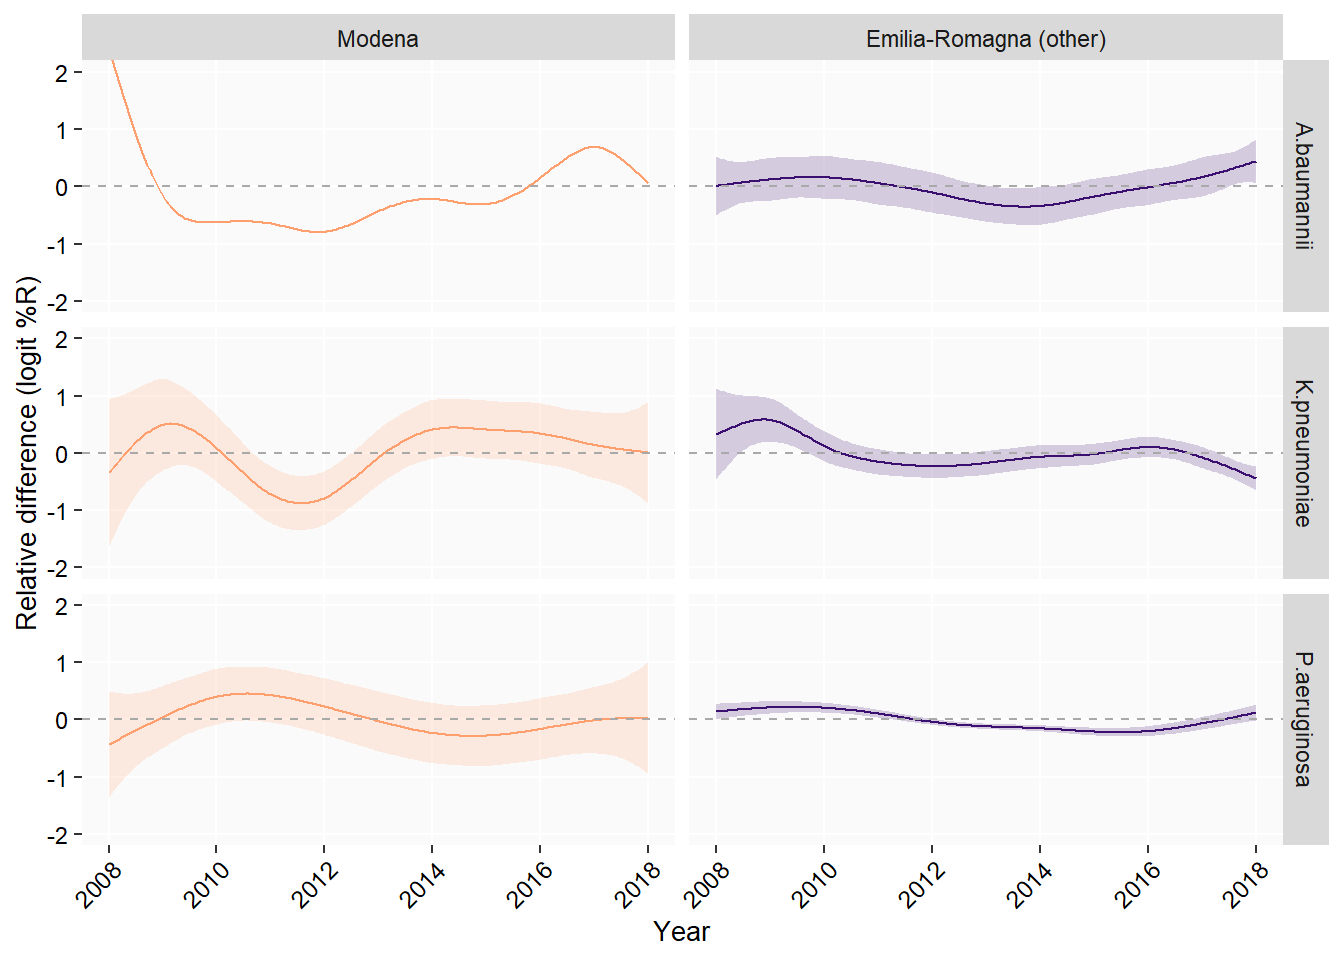 Modena
Emilia-Romagna (other)
Relative difference (logit %R)
2
1
0
-1
-2
A.baumannii
2
1
0
-1
-2
K.pneumoniae
2
1
0
-1
-2
P.aeruginosa
2008 2010 2012 2014 2016 2018
2008 2010 2012 2014 2016 2018
Year